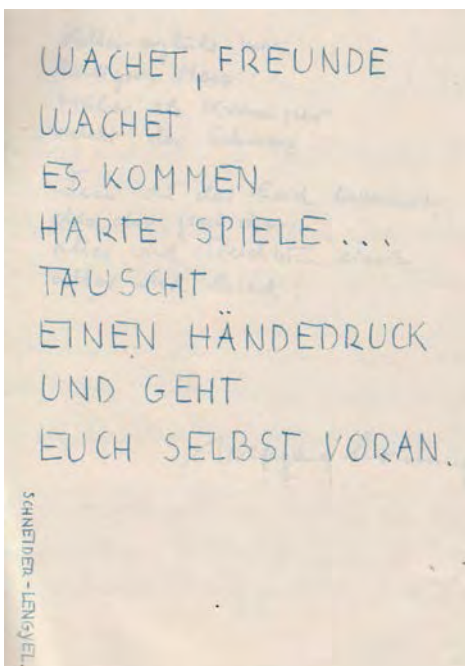 WACHET, FREUNDE
WACHET
ES KOMMEN
HARTE SPIELE...
TAUSCHT
EINEN HÄNDEDRUCK
UND GEHT
EUCH SELBST VORAN.
SCHNEIDER-LENGYEL.